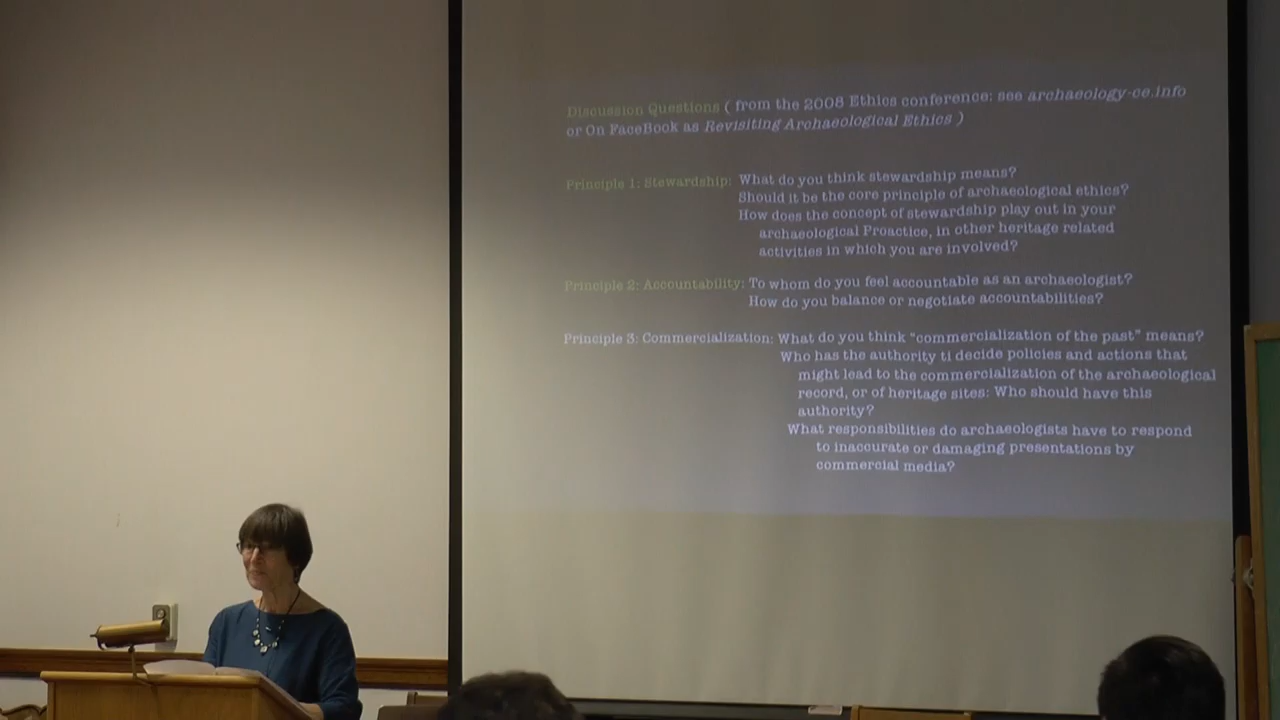 Discussion Questions ( from the 2008 Ethics conference: see archaeology-ce.info
or On FaceBook as Revisiting Archaeological Ethics )
Principle 1: Stewardship: What do you think stewardship means?
Should it be the core principle of archaeological ethics?
How does the concept of stewardship play out in your
archaeological Proactice, in other heritage related
activities in which you are involved?
Principle 2: Accountability: To whom do you feel accountable as an archaeologist?
How do you balance or negotiate accountabilities?
Principle 3: Commercialization: What do you think “commercialization of the past” means?
Who has the authority ti decide policies and actions that
might lead to the commercialization of the archaeological
record, or of heritage sites: Who should have this
authority?
What responsibilities do archaeologists have to respond
to inaccurate or damaging presentations by
commercial media?